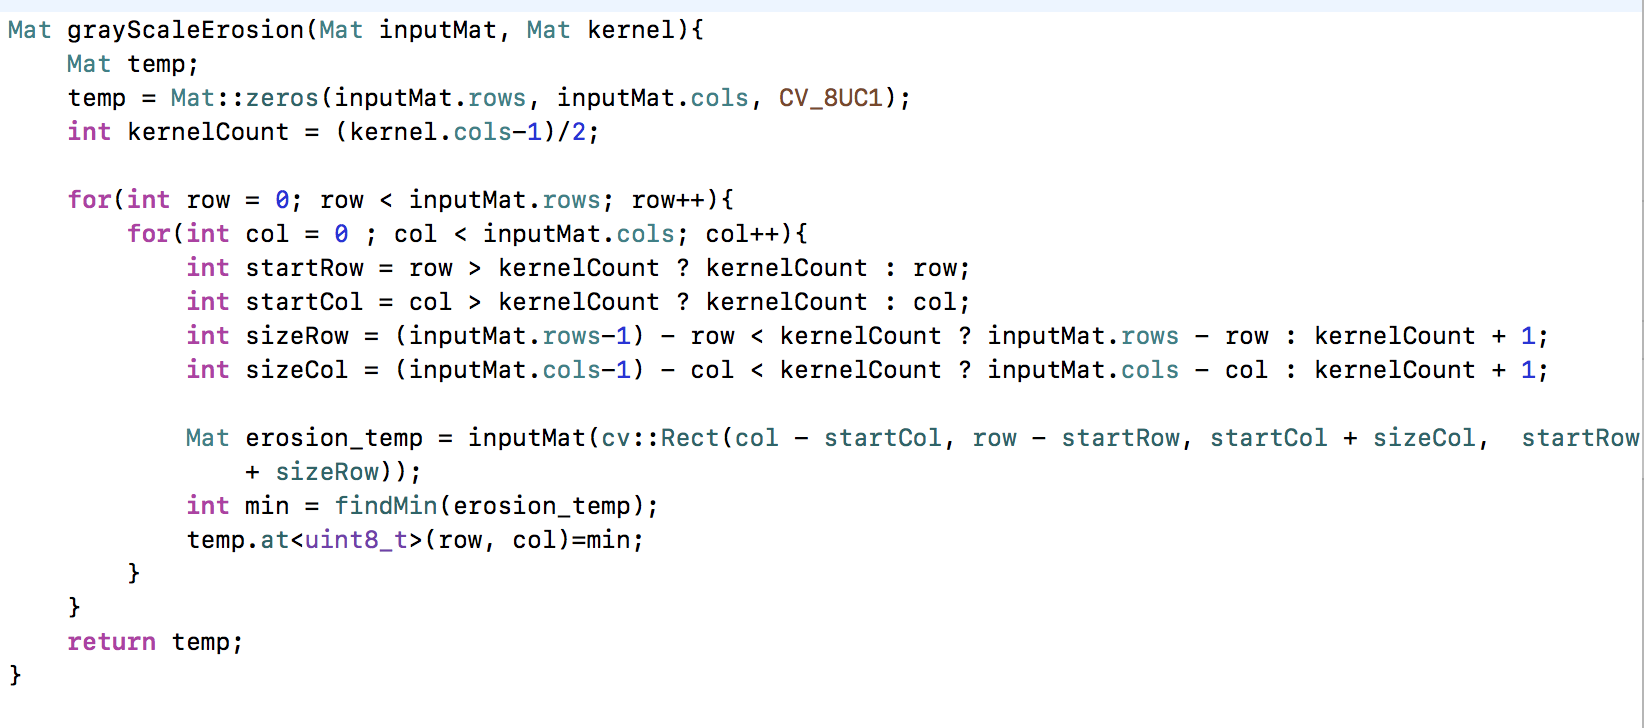 Mat grayScaleErosion(Mat inputMat, Mat kernel){
    Mat temp;
    temp = Mat::zeros(inputMat.rows, inputMat.cols, CV_8UC1);
    int kernelCount = (kernel.cols-1)/2;

    for(int row = 0; row < inputMat.rows; row++){
        for(int col = 0 ; col < inputMat.cols; col++){
            int startRow = row > kernelCount ? kernelCount : row;
            int startCol = col > kernelCount ? kernelCount : col;
            int sizeRow = (inputMat.rows-1) - row < kernelCount ? inputMat.rows - row : kernelCount + 1;
            int sizeCol = (inputMat.cols-1) - col < kernelCount ? inputMat.cols - col : kernelCount + 1;

            Mat erosion_temp = inputMat(cv::Rect(col - startCol, row - startRow, startCol + sizeCol,  startRow
                + sizeRow));
            int min = findMin(erosion_temp);
            temp.at<uint8_t>(row, col)=min;
        }
    }
    return temp;
}